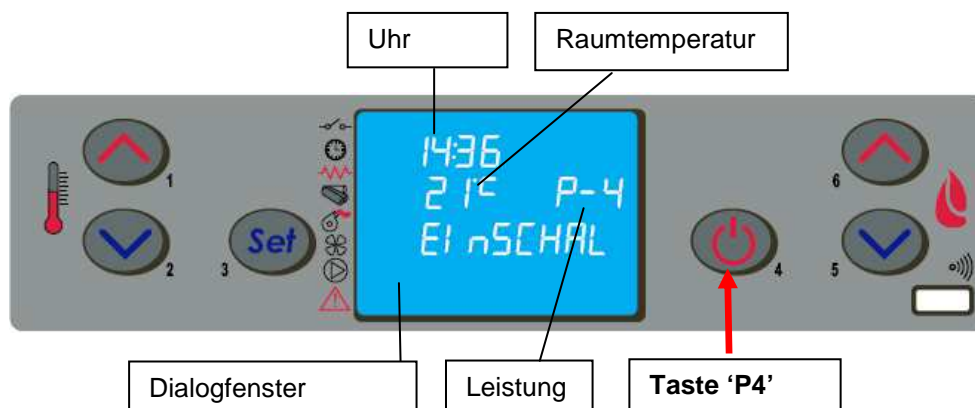 Uhr
Raumtemperatur
14:36
21°C P-4
EInSCHAL
1
2
3
Set
4
5
6
Dialogfenster
Leistung
Taste ‘P4’